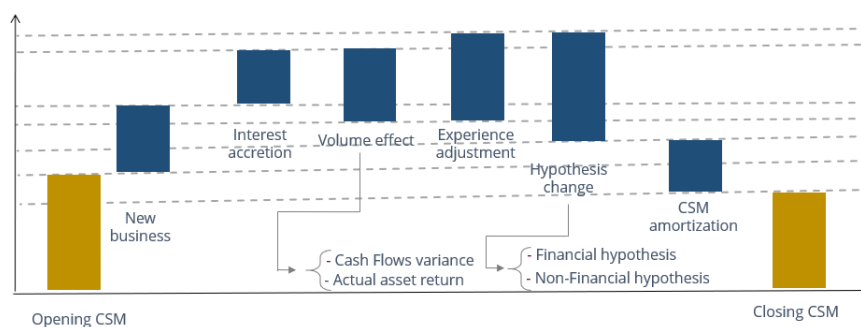 New
business
Interest
accretion
Volume effect
Experience
adjustment
Hypothesis
change
CSM
amortization
- Cash Flows variance
- Actual asset return
- Financial hypothesis
- Non-Financial hypothesis
Opening CSM
Closing CSM